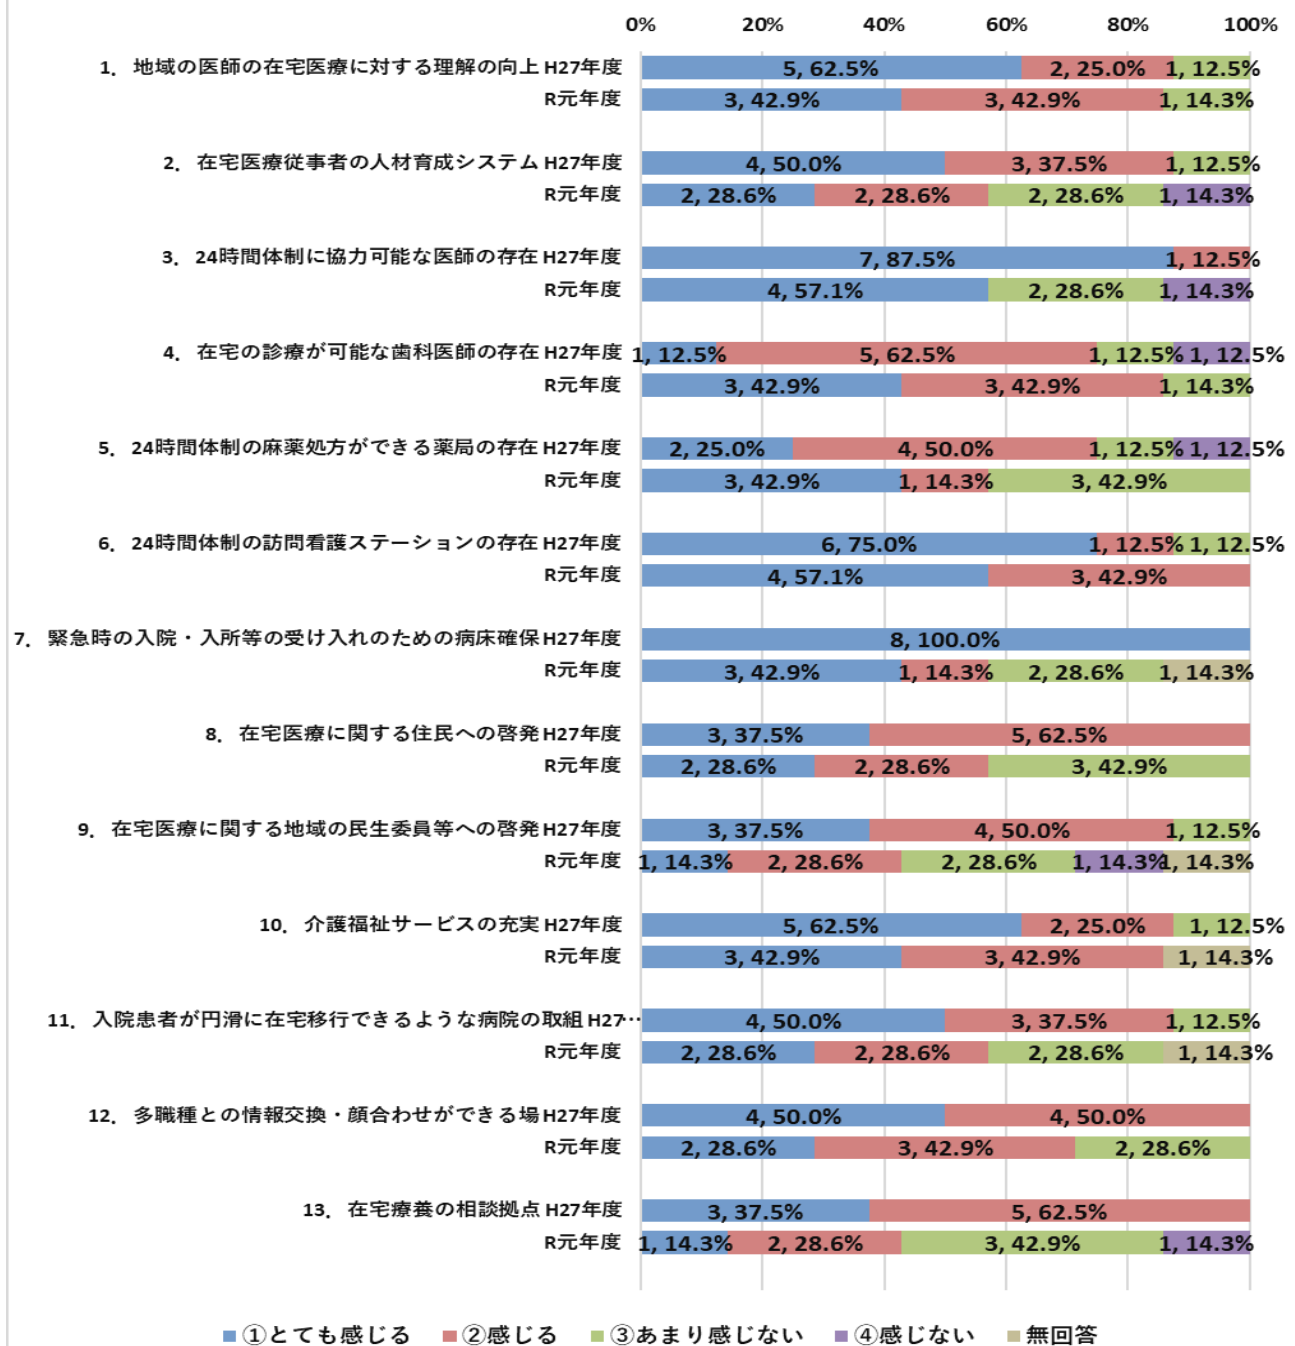 0% 20% 40% 60% 80% 100%
1. 地域の医師の在宅医療に対する理解の向上 H27年度 5, 62.5% 2, 25.0% 1, 12.5%
R元年度 3, 42.9% 3, 42.9% 1, 14.3%
2. 在宅医療従事者の人材育成システム H27年度 4, 50.0% 3, 37.5% 1, 12.5%
R元年度 2, 28.6% 2, 28.6% 2, 28.6% 1, 14.3%
3. 24時間体制に協力可能な医師の存在 H27年度 7, 87.5% 1, 12.5%
R元年度 4, 57.1% 2, 28.6% 1, 14.3%
4. 在宅の診療が可能な歯科医師の存在 H27年度 1, 12.5% 5, 62.5% 1, 12.5% 1, 12.5%
R元年度 3, 42.9% 3, 42.9% 1, 14.3%
5. 24時間体制の麻薬処方ができる薬局の存在 H27年度 2, 25.0% 4, 50.0% 1, 12.5% 1, 12.5%
R元年度 3, 42.9% 1, 14.3% 3, 42.9%
6. 24時間体制の訪問看護ステーションの存在 H27年度 6, 75.0% 1, 12.5% 1, 12.5%
R元年度 4, 57.1% 3, 42.9%
7. 緊急時の入院・入所等の受け入れのための病床確保 H27年度 8, 100.0%
R元年度 3, 42.9% 1, 14.3% 2, 28.6% 1, 14.3%
8. 在宅医療に関する住民への啓発 H27年度 3, 37.5% 5, 62.5%
R元年度 2, 28.6% 2, 28.6% 3, 42.9%
9. 在宅医療に関する地域の民生委員等への啓発 H27年度 3, 37.5% 4, 50.0% 1, 12.5%
R元年度 1, 14.3% 2, 28.6% 2, 28.6% 1, 14.3% 1, 14.3%
10. 介護福祉サービスの充実 H27年度 5, 62.5% 2, 25.0% 1, 12.5%
R元年度 3, 42.9% 3, 42.9% 1, 14.3%
11. 入院患者が円滑に在宅移行できるような病院の取組 H27… 4, 50.0% 3, 37.5% 1, 12.5%
R元年度 2, 28.6% 2, 28.6% 2, 28.6% 1, 14.3%
12. 多職種との情報交換・顔合わせができる場 H27年度 4, 50.0% 4, 50.0%
R元年度 2, 28.6% 3, 42.9% 2, 28.6%
13. 在宅療養の相談拠点 H27年度 3, 37.5% 5, 62.5%
R元年度 1, 14.3% 2, 28.6% 3, 42.9% 1, 14.3%
①とても感じる ②感じる ③あまり感じない ④感じない 無回答